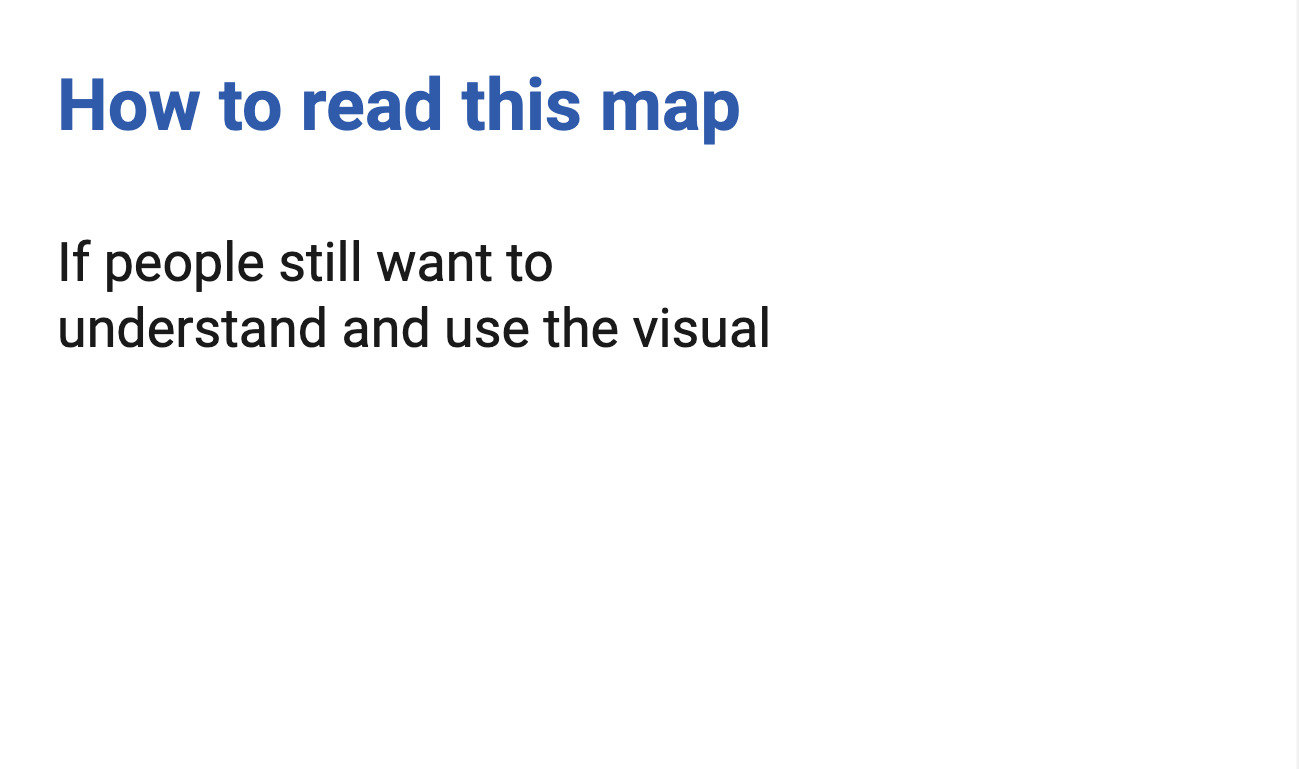 How to read this map
If people still want to
understand and use the visual